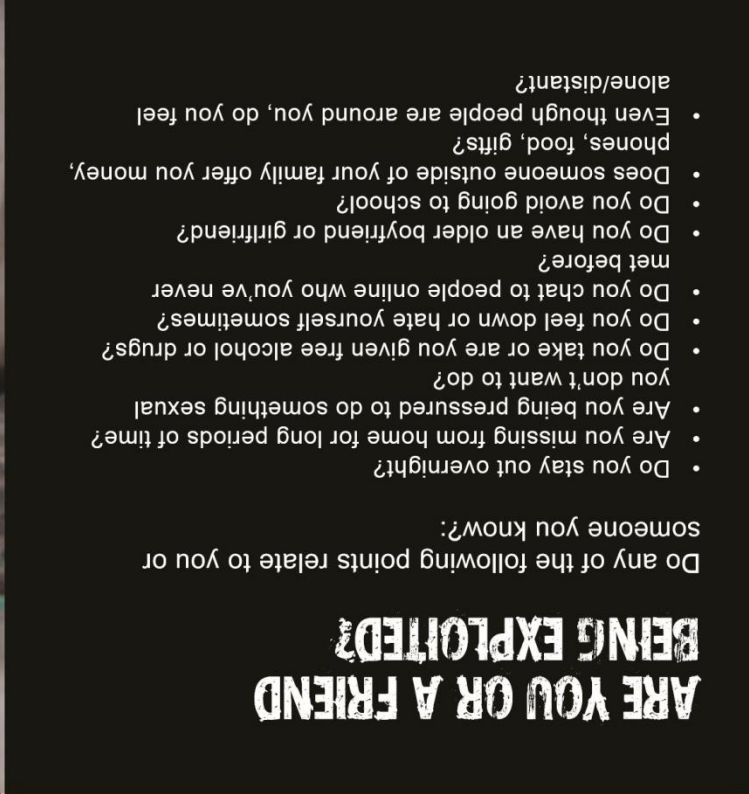 ARE YOU OR A FRIEND
BEING EXPLOITED?
Do any of the following points relate to you or
someone you know?:
• Do you stay out overnight?
• Are you missing from home for long periods of time?
• Are you being pressured to do something sexual
you don't want to do?
• Do you take or are you given free alcohol or drugs?
• Do you feel down or hate yourself sometimes?
• Do you chat to people online who you've never
met before?
• Do you have an older boyfriend or girlfriend?
• Do you avoid going to school?
• Does someone outside of your family offer you money,
phones, food, gifts?
• Even though people are around you, do you feel
alone/distant?